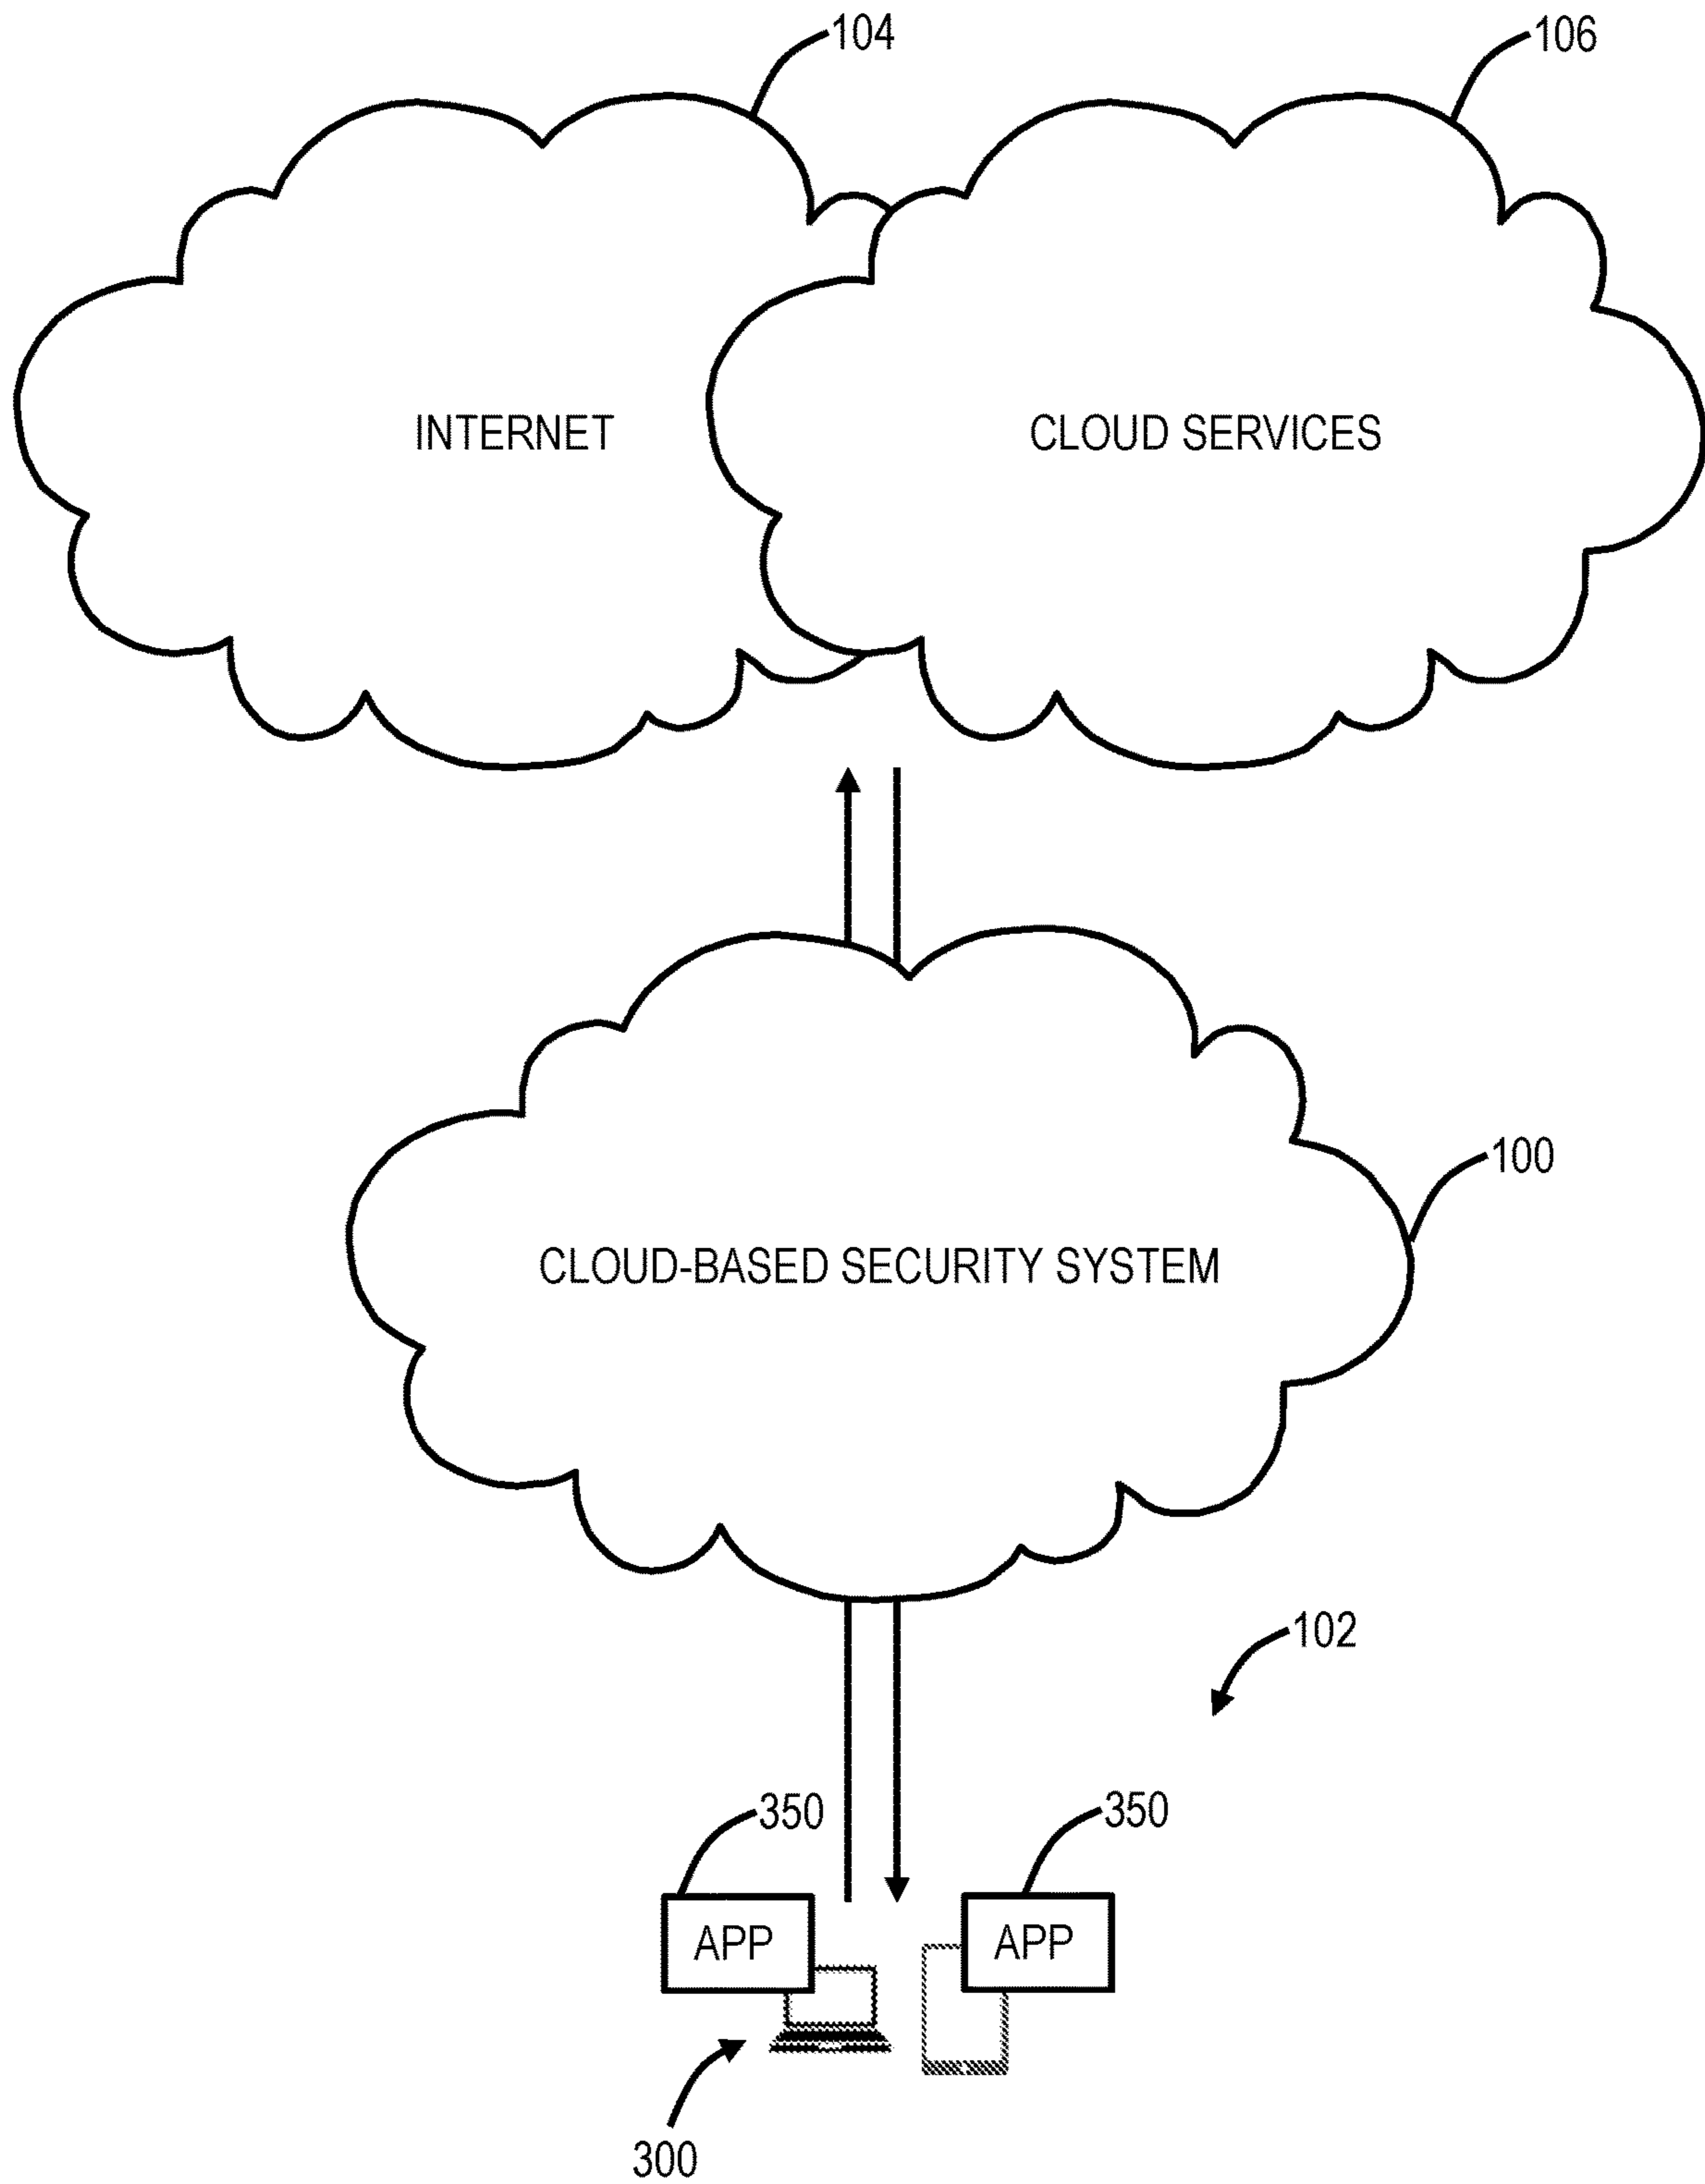 104
106
INTERNET
CLOUD SERVICES
100
CLOUD-BASED SECURITY SYSTEM
102
350
350
APP
APP
300